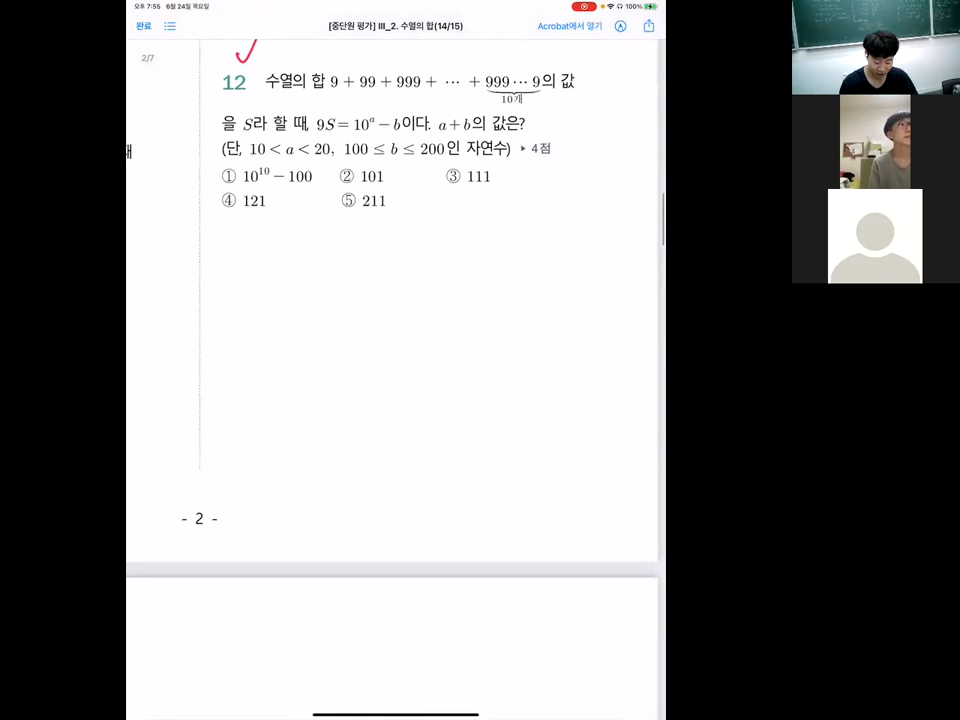 오후 7:55 6월 24일 목요일
100%
완료
[중단원 평가] III_2. 수열의 합(14/15)
Acrobat에서 열기
2/7
12 수열의 합 9 + 99 + 999 + ⋯ + 999⋯9의 값
10개
을 S라 할 때, 9S = 10^a − b이다. a + b의 값은?
(단, 10 < a < 20, 100 ≤ b ≤ 200인 자연수) ▶ 4점
① 10^10 − 100 ② 101 ③ 111
④ 121 ⑤ 211
- 2 -